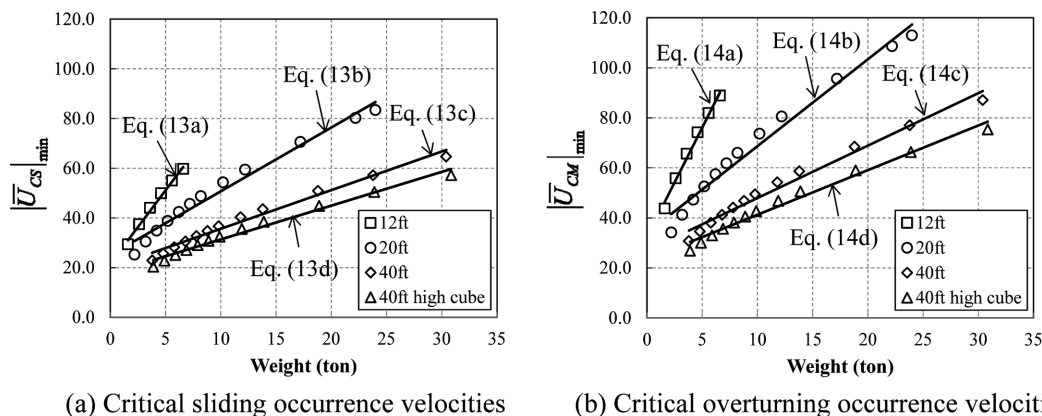 120.0
100.0
80.0
60.0
40.0
20.0
0.0
|U̅CS|min
Eq. (13a)
Eq. (13b)
Eq. (13c)
Eq. (13d)
12ft
20ft
40ft
40ft high cube
0 5 10 15 20 25 30 35
Weight (ton)
(a) Critical sliding occurrence velocities
120.0
100.0
80.0
60.0
40.0
20.0
0.0
|U̅CM|min
Eq. (14a)
Eq. (14b)
Eq. (14c)
Eq. (14d)
12ft
20ft
40ft
40ft high cube
0 5 10 15 20 25 30 35
Weight (ton)
(b) Critical overturning occurrence velociti